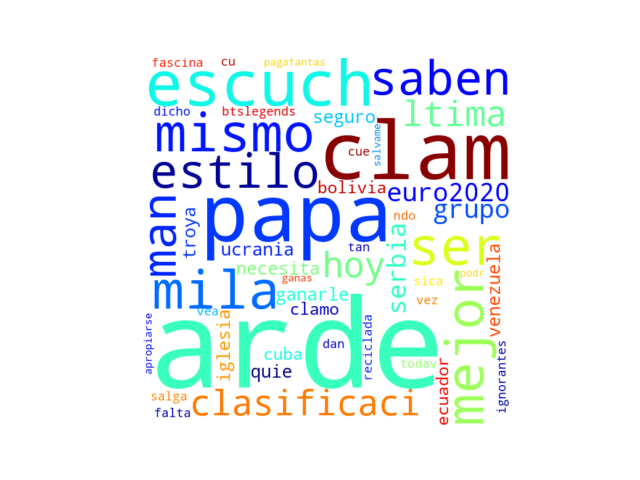 fascina cu pagafantas
escuch saben
dicho btslegends seguro ltima
mismo clam
salvame
estilo cue
bolivia euro2020
man papa grupo
troya ndo
ucrania tan serbia ser
necesita hoy
mila ganas sica podr venezuela
ganarle vez mejor
vea clamo
arde
apropiarse iglesia cuba dan reciclada
quie todav ecuador ignorantes
salga clasificaci
falta